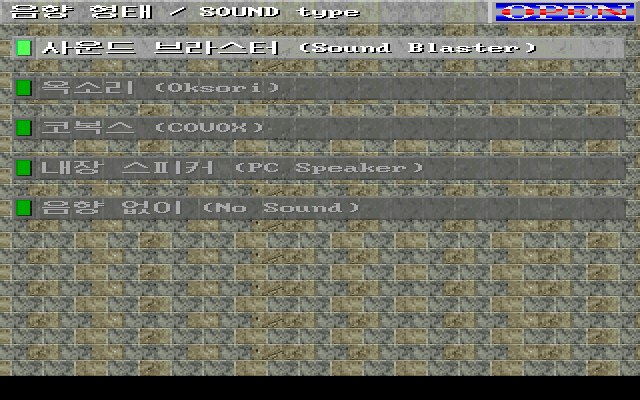 음향 형태 / SOUND type
OPEN
사운드 브라스터 (Sound Blaster)
옥소리 (Oksori)
코복스 (COVOX)
내장 스피커 (PC Speaker)
음향 없이 (No Sound)